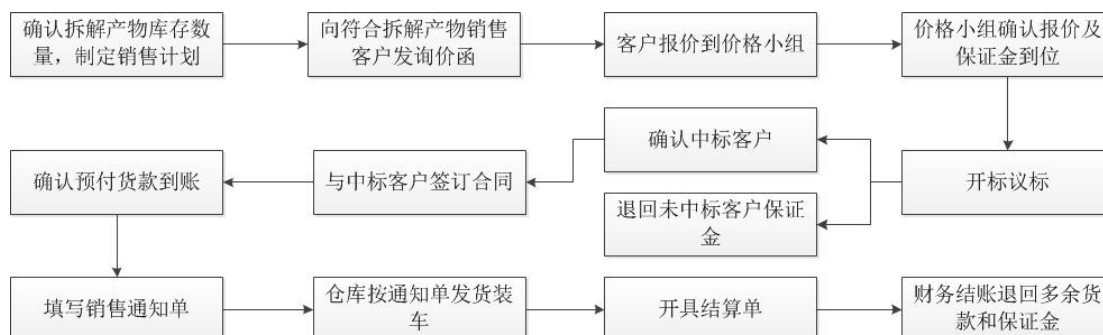 确认拆解产物库存数
量，制定销售计划
向符合拆解产物销售
客户发询价函
客户报价到价格小组
价格小组确认报价及
保证金到位
开标议标
确认中标客户
退回未中标客户保证
金
与中标客户签订合同
确认预付货款到账
填写销售通知单
仓库按通知单发货装
车
开具结算单
财务结账退回多余货
款和保证金